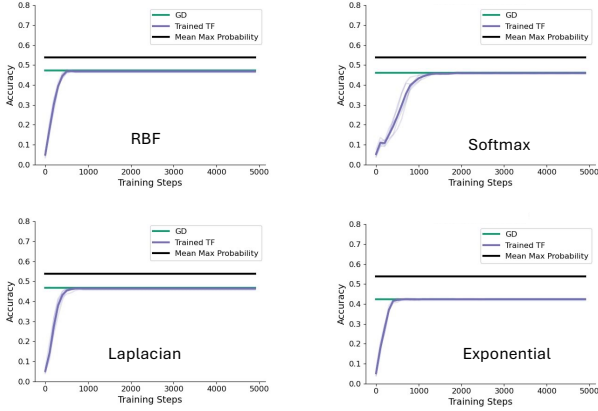 0.8
0.7
0.6
0.5
0.4
0.3
0.2
0.1
0.0
Accuracy
GD
Trained TF
Mean Max Probability
RBF
0 1000 2000 3000 4000 5000
Training Steps
0.8
0.7
0.6
0.5
0.4
0.3
0.2
0.1
0.0
Accuracy
GD
Trained TF
Mean Max Probability
Softmax
0 1000 2000 3000 4000 5000
Training Steps
0.8
0.7
0.6
0.5
0.4
0.3
0.2
0.1
0.0
Accuracy
GD
Trained TF
Mean Max Probability
Laplacian
0 1000 2000 3000 4000 5000
Training Steps
0.8
0.7
0.6
0.5
0.4
0.3
0.2
0.1
0.0
Accuracy
GD
Trained TF
Mean Max Probability
Exponential
0 1000 2000 3000 4000 5000
Training Steps